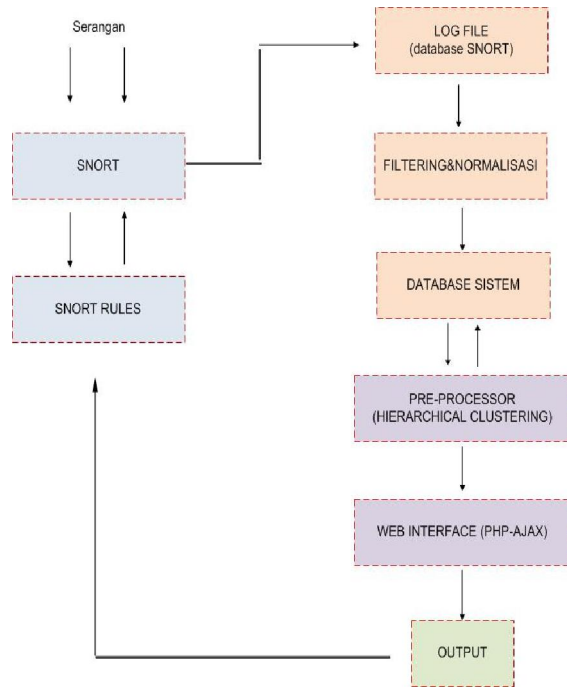 Serangan
SNORT
SNORT RULES
LOG FILE
(database SNORT)
FILTERING&NORMALISASI
DATABASE SISTEM
PRE-PROCESSOR
(HIERARCHICAL CLUSTERING)
WEB INTERFACE (PHP-AJAX)
OUTPUT